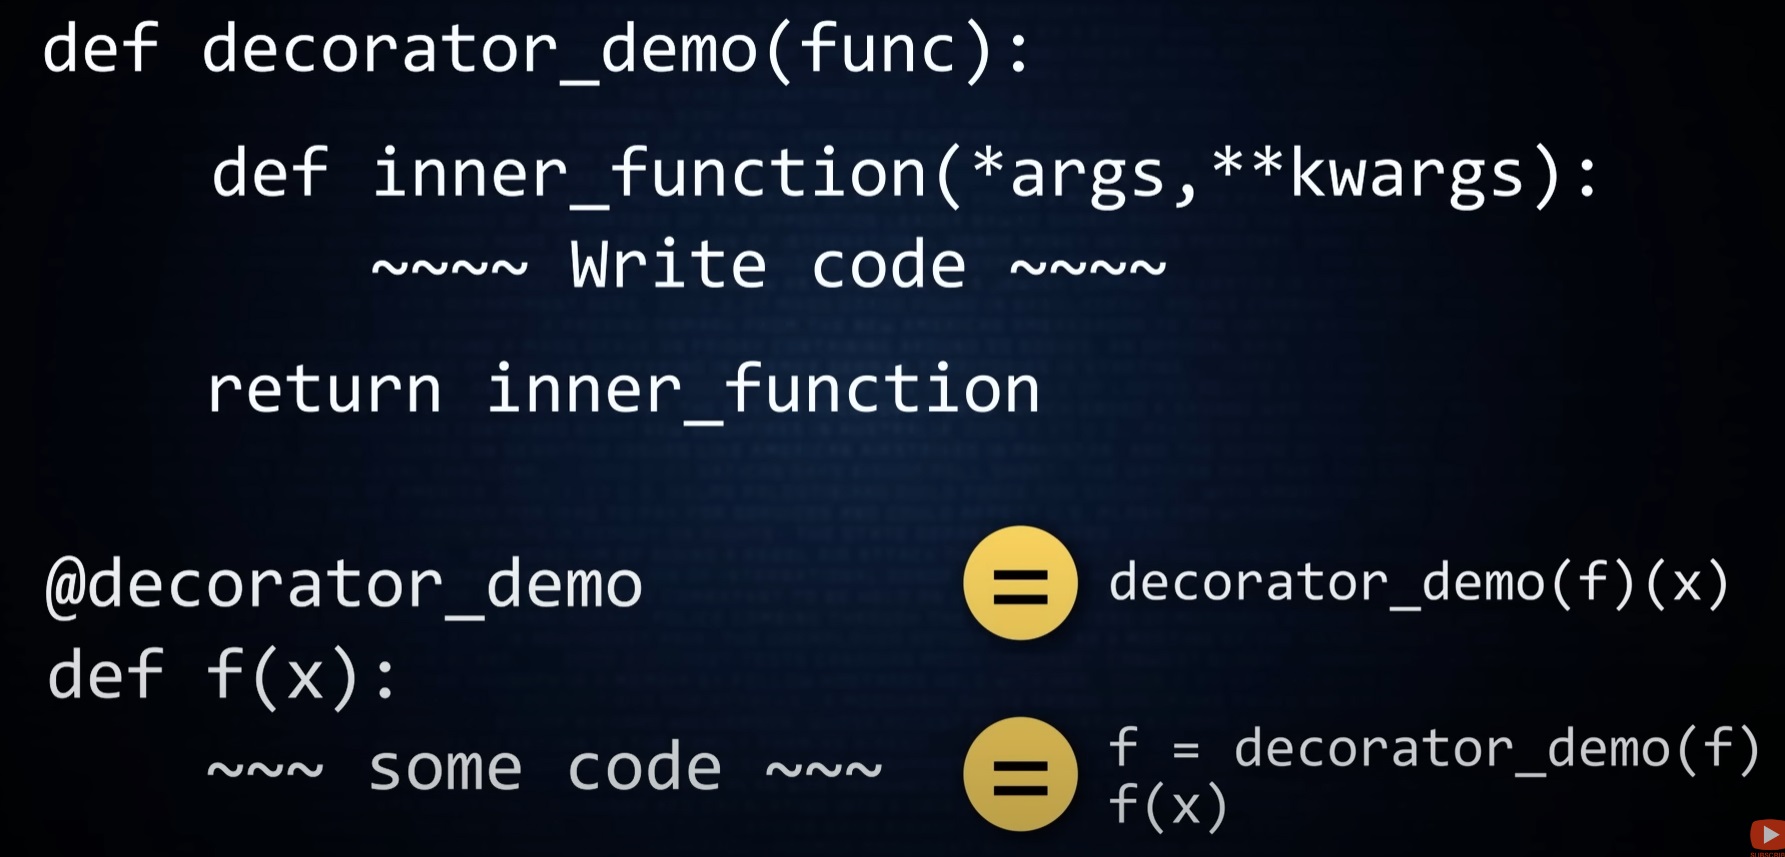 def decorator_demo(func):
def inner_function(*args,**kwargs):
~~~~ Write code ~~~~
return inner_function
@decorator_demo
def f(x):
~~~ some code ~~~
= decorator_demo(f)(x)
= f = decorator_demo(f)
f(x)